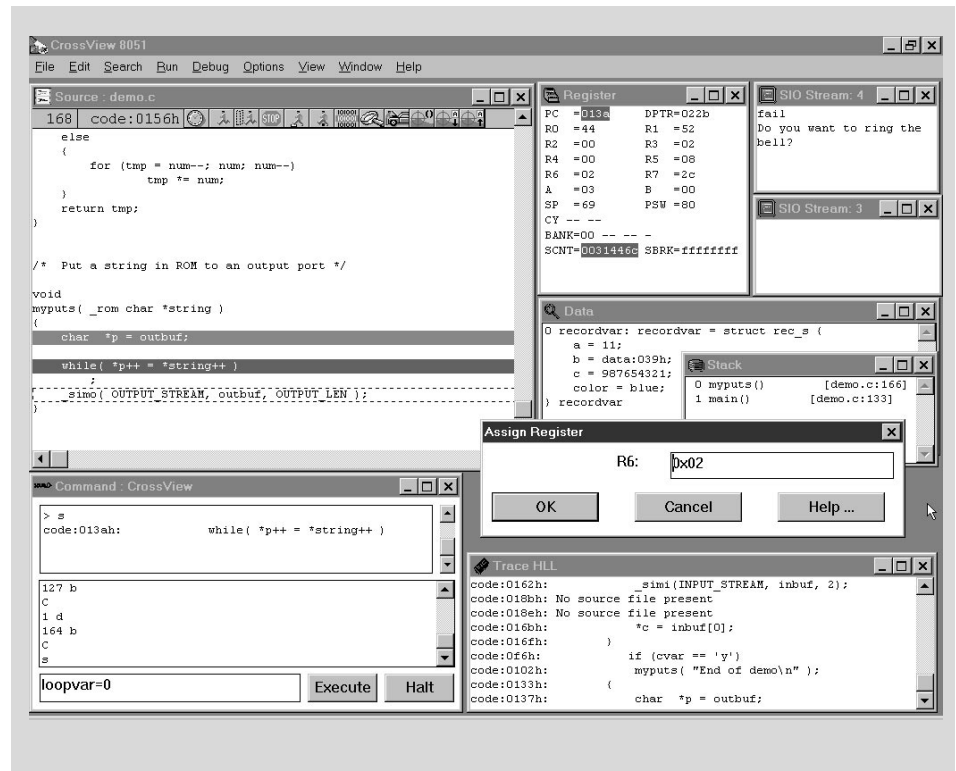 CrossView 8051
File Edit Search Run Debug Options View Window Help
Source : demo.c
168 code:0156h STOP
else
{
for (tmp = num--; num; num--)
tmp *= num;
}
return tmp;
}
/* Put a string in ROM to an output port */
void
myputs( _rom char *string )
{
char *p = outbuf;
while( *p++ = *string++ )
;
_simo( OUTPUT_STREAM, outbuf, OUTPUT_LEN );
}
Register
PC =013a DPTR=022b
R0 =44 R1 =52
R2 =00 R3 =02
R4 =00 R5 =08
R6 =02 R7 =2c
A =03 B =00
SP =69 PSW =80
CY -- --
BANK=00 -- -- -
SCNT=0031446c SBRK=ffffffff
SIO Stream: 4
fail
Do you want to ring the
bell?
SIO Stream: 3
Data
0 recordvar: recordvar = struct rec_s {
a = 11;
b = data:039h;
c = 987654321;
color = blue;
} recordvar
Stack
0 myputs() [demo.c:166]
1 main() [demo.c:133]
Assign Register
R6: 0x02
OK Cancel Help ...
Command : CrossView
> s
code:013ah: while( *p++ = *string++ )
127 b
C
1 d
164 b
C
s
loopvar=0 Execute Halt
Trace HLL
code:0162h: _simi(INPUT_STREAM, inbuf, 2);
code:018bh: No source file present
code:018eh: No source file present
code:016bh: *c = inbuf[0];
code:016fh: }
code:0f6h: if (cvar == 'y')
code:0102h: myputs( "End of demo\n" );
code:0133h: {
code:0137h: char *p = outbuf;